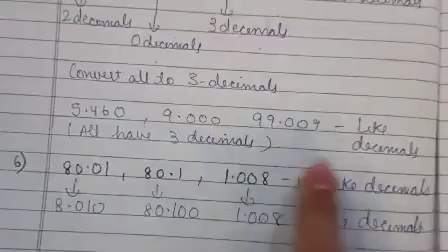 2 decimals 3 decimals
0 decimals
Convert all to 3-decimals
5.460 , 9.000 99.009 - Like
(All have 3 decimals) decimals
6) 80.01 , 80.1 , 1.008 - decimals
8.010 80.100 1.008 decimals